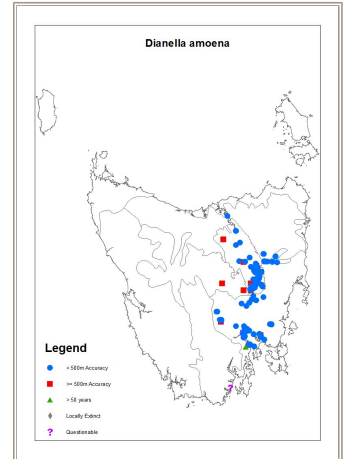 Dianella amoena
Legend
< 500m Accuracy
>= 500m Accuracy
> 50 years
Locally Extinct
? Questionable
?